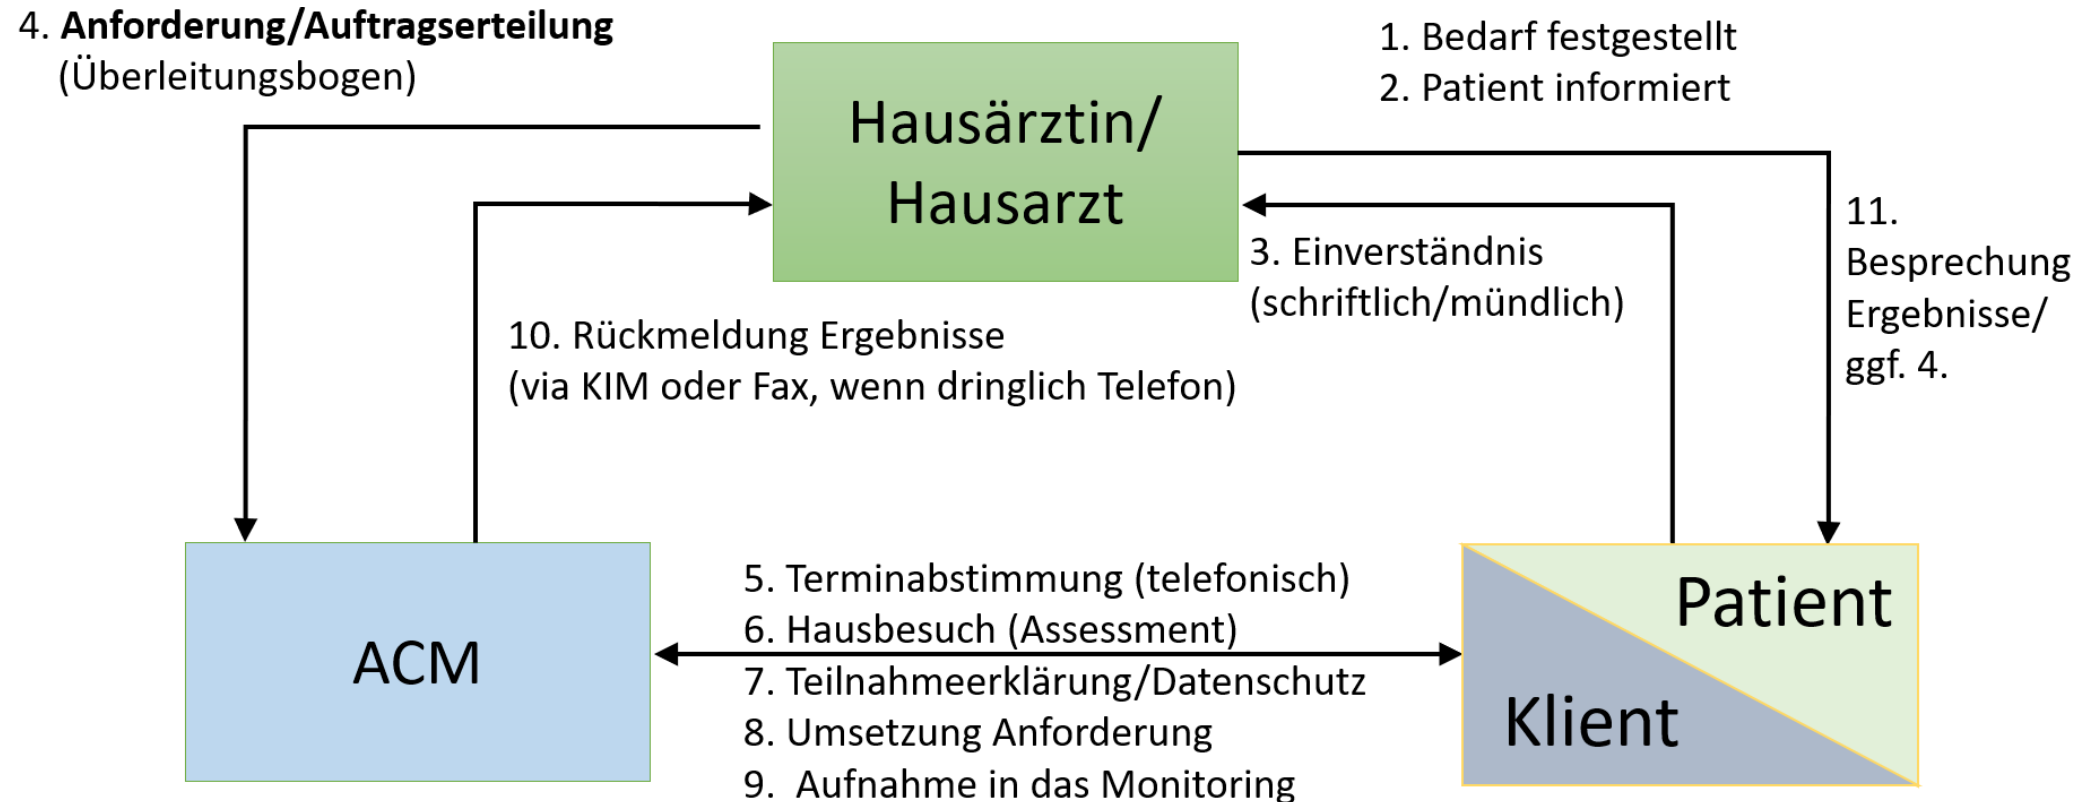 4. Anforderung/Auftragserteilung
(Überleitungsbogen)
Hausärztin/
Hausarzt
1. Bedarf festgestellt
2. Patient informiert
3. Einverständnis
(schriftlich/mündlich)
11.
Besprechung
Ergebnisse/
ggf. 4.
10. Rückmeldung Ergebnisse
(via KIM oder Fax, wenn dringlich Telefon)
ACM
5. Terminabstimmung (telefonisch)
6. Hausbesuch (Assessment)
7. Teilnahmeerklärung/Datenschutz
8. Umsetzung Anforderung
9. Aufnahme in das Monitoring
Patient
Klient